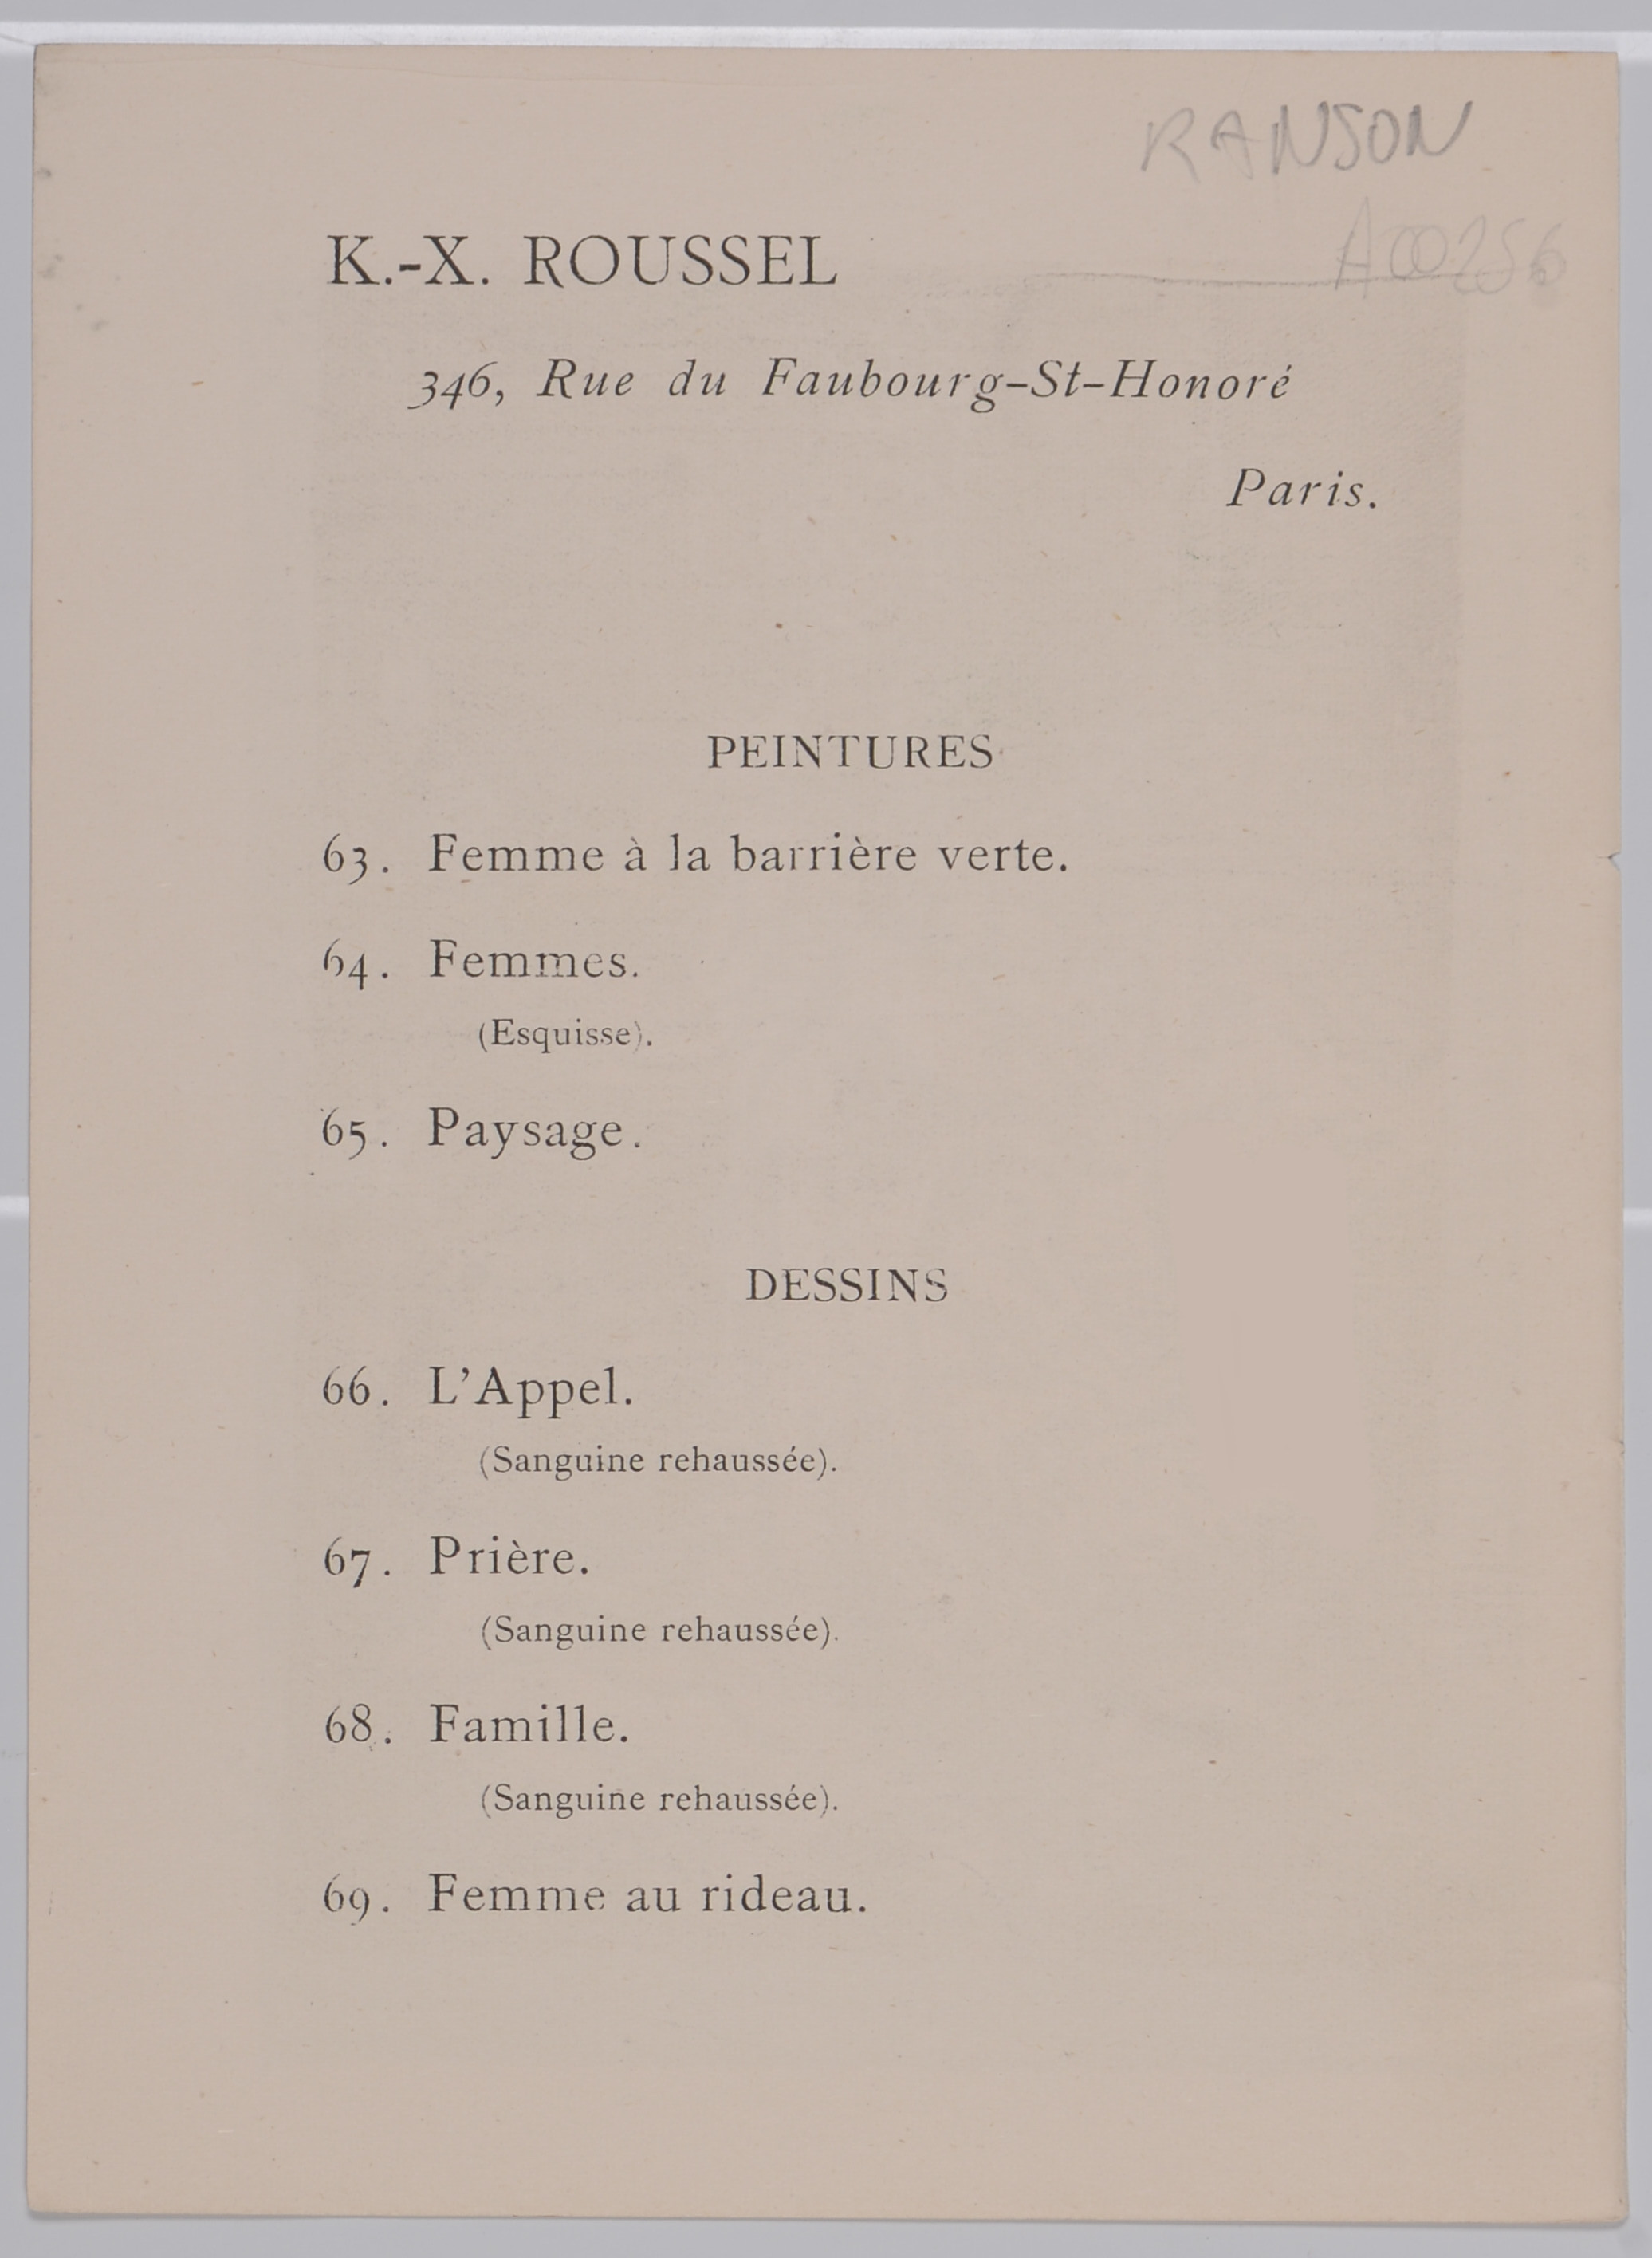 RANSON
A00256
K.-X. ROUSSEL
346, Rue du Faubourg-St-Honoré
Paris.
PEINTURES
63. Femme à la barrière verte.
64. Femmes.
(Esquisse).
65. Paysage.
DESSINS
66. L'Appel.
(Sanguine rehaussée).
67. Prière.
(Sanguine rehaussée).
68. Famille.
(Sanguine rehaussée).
69. Femme au rideau.